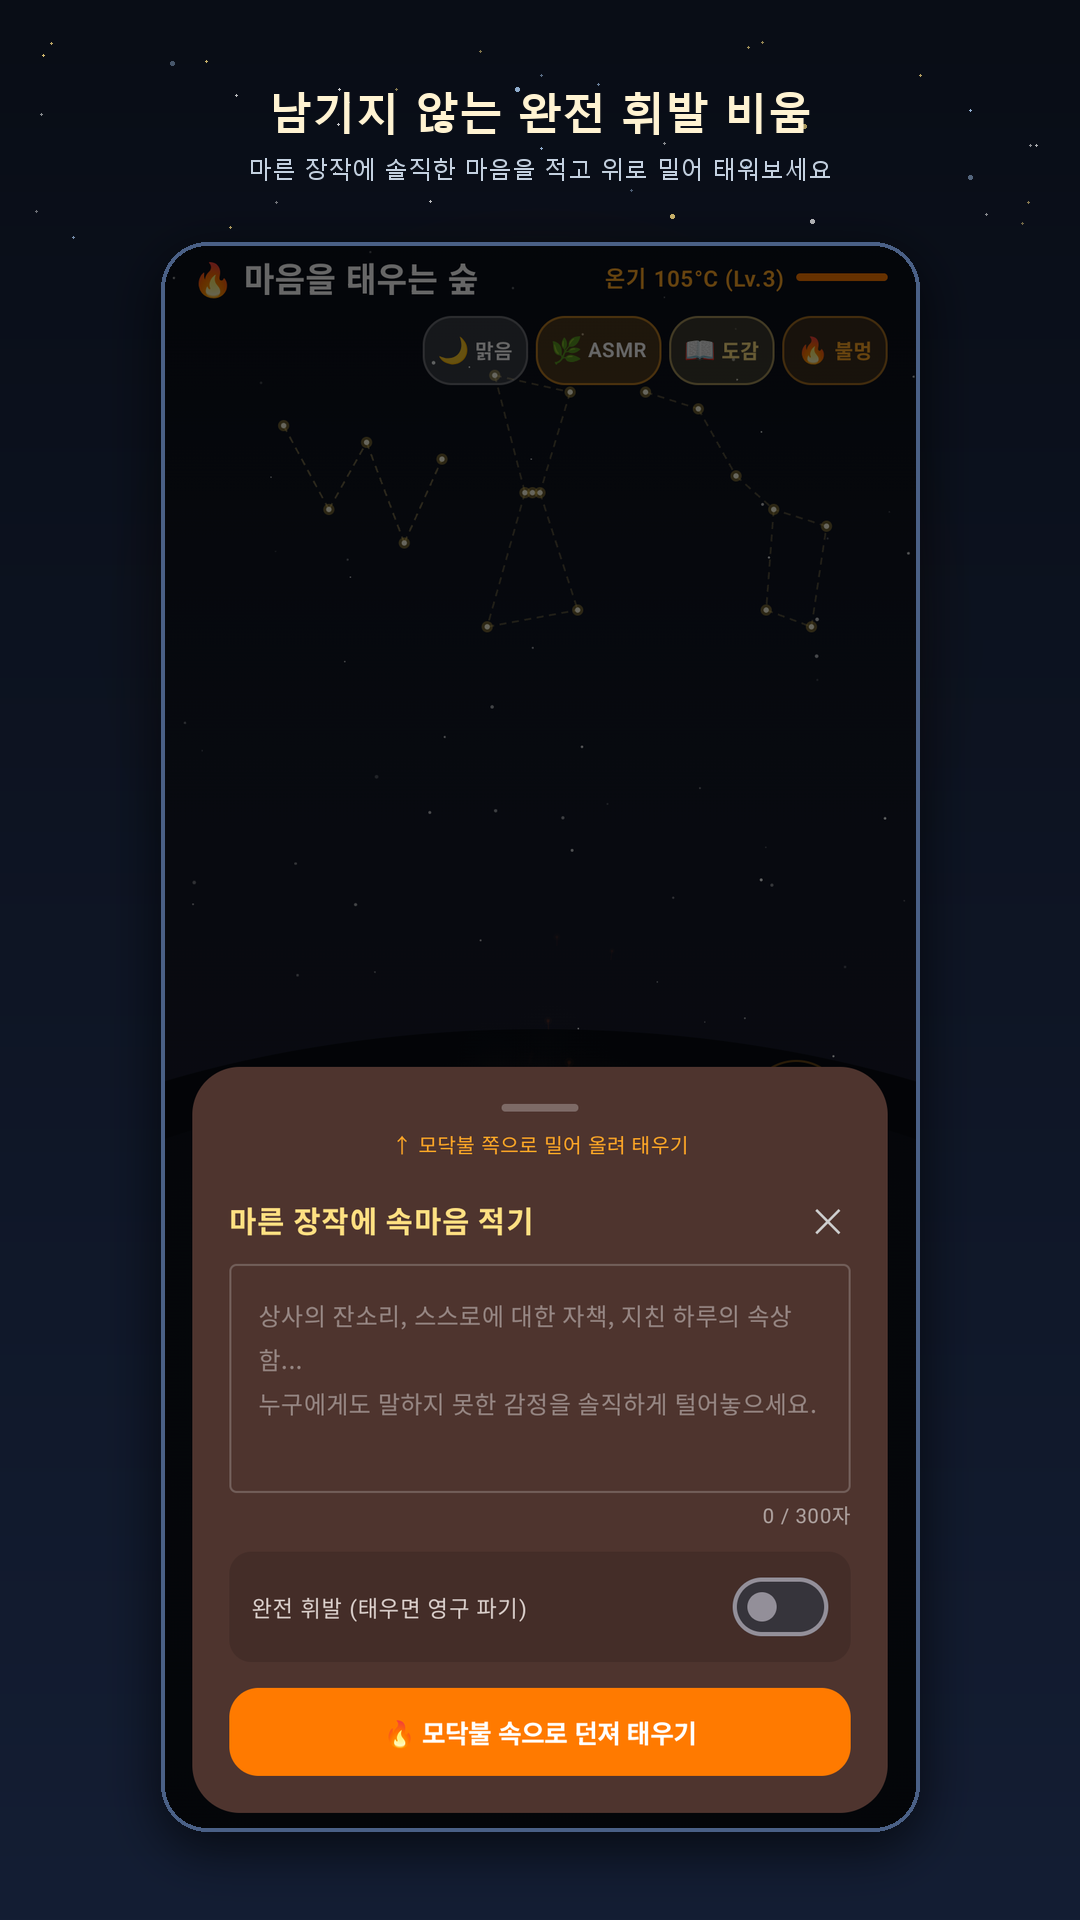 남기지 않는 완전 휘발 비움
마른 장작에 솔직한 마음을 적고 위로 밀어 태워보세요
🔥 마음을 태우는 숲
온기 105°C (Lv.3)
🌙 맑음
🌿 ASMR
📖 도감
🔥 불멍
↑ 모닥불 쪽으로 밀어 올려 태우기
마른 장작에 속마음 적기
상사의 잔소리, 스스로에 대한 자책, 지친 하루의 속상
함...
누구에게도 말하지 못한 감정을 솔직하게 털어놓으세요.
0 / 300자
완전 휘발 (태우면 영구 파기)
🔥 모닥불 속으로 던져 태우기